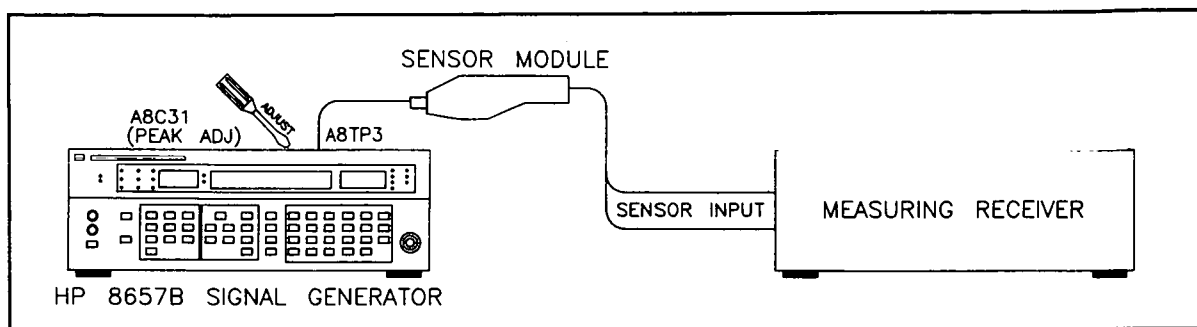 SENSOR MODULE
A8C31
(PEAK ADJ)
ADJUST
A8TP3
SENSOR INPUT
MEASURING RECEIVER
HP 8657B SIGNAL GENERATOR